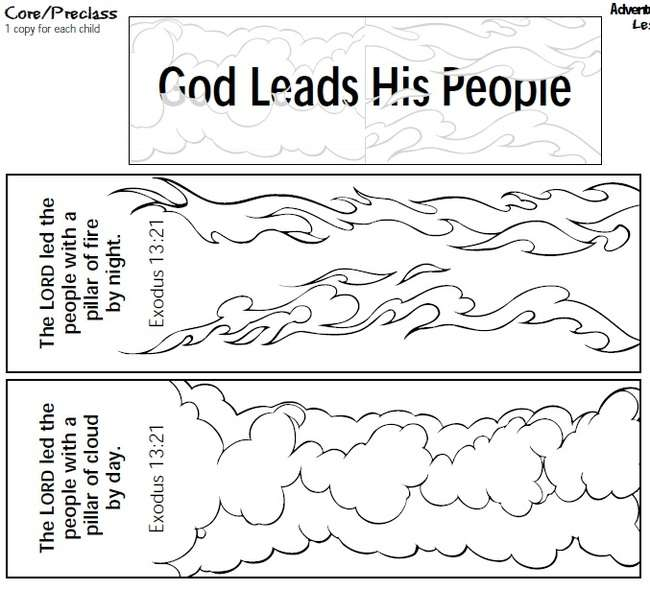 Core/Preclass
1 copy for each child
God Leads His People
The LORD led the
people with a
pillar of fire
by night.
Exodus 13:21
The LORD led the
people with a
pillar of cloud
by day.
Exodus 13:21